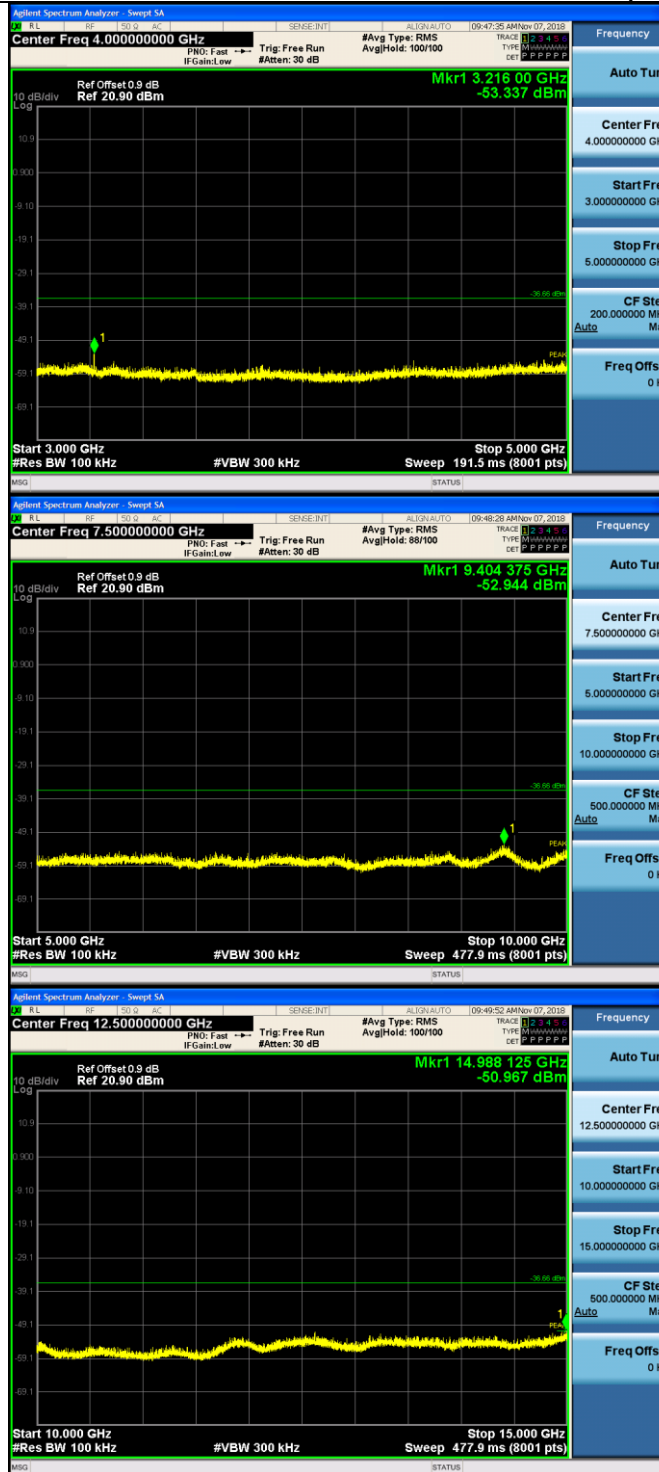 Agilent Spectrum Analyzer - Swept SA
RL RF 50 Ω AC SENSE:INT ALIGNAUTO 09:47:35 AM Nov 07, 2018
Center Freq 4.000000000 GHz #Avg Type: RMS TRACE 1 2 3 4 5 6
PNO: Fast Trig: Free Run Avg|Hold: 100/100 TYPE M
IFGain:Low #Atten: 30 dB DET P P P P P P
Frequency
Auto Tun
Mkr1 3.216 00 GHz
-53.337 dBm
Ref Offset 0.9 dB
10 dB/div Ref 20.90 dBm
Log
10.9
0.900
-9.10
-19.1
-29.1
-39.1
-49.1
-59.1
-69.1
-36.66 dBm
1
PEAK
Start 3.000 GHz Stop 5.000 GHz
#Res BW 100 kHz #VBW 300 kHz Sweep 191.5 ms (8001 pts)
MSG STATUS
Center Fre
4.000000000 GH
Start Fre
3.000000000 GH
Stop Fre
5.000000000 GH
CF Ste
200.000000 MH
Auto Ma
Freq Offs
0 H
Agilent Spectrum Analyzer - Swept SA
RL RF 50 Ω AC SENSE:INT ALIGNAUTO 09:48:28 AM Nov 07, 2018
Center Freq 7.500000000 GHz #Avg Type: RMS TRACE 1 2 3 4 5 6
PNO: Fast Trig: Free Run Avg|Hold: 88/100 TYPE M
IFGain:Low #Atten: 30 dB DET P P P P P P
Frequency
Auto Tun
Mkr1 9.404 375 GHz
-52.944 dBm
Ref Offset 0.9 dB
10 dB/div Ref 20.90 dBm
Log
10.9
0.900
-9.10
-19.1
-29.1
-39.1
-49.1
-59.1
-69.1
-36.66 dBm
1
PEAK
Start 5.000 GHz Stop 10.000 GHz
#Res BW 100 kHz #VBW 300 kHz Sweep 477.9 ms (8001 pts)
MSG STATUS
Center Fre
7.500000000 GH
Start Fre
5.000000000 GH
Stop Fre
10.000000000 GH
CF Ste
500.000000 MH
Auto Ma
Freq Offs
0 H
Agilent Spectrum Analyzer - Swept SA
RL RF 50 Ω AC SENSE:INT ALIGNAUTO 09:49:52 AM Nov 07, 2018
Center Freq 12.500000000 GHz #Avg Type: RMS TRACE 1 2 3 4 5 6
PNO: Fast Trig: Free Run Avg|Hold: 100/100 TYPE M
IFGain:Low #Atten: 30 dB DET P P P P P P
Frequency
Auto Tun
Mkr1 14.988 125 GHz
-50.967 dBm
Ref Offset 0.9 dB
10 dB/div Ref 20.90 dBm
Log
10.9
0.900
-9.10
-19.1
-29.1
-39.1
-49.1
-59.1
-69.1
-36.66 dBm
1
PEAK
Start 10.000 GHz Stop 15.000 GHz
#Res BW 100 kHz #VBW 300 kHz Sweep 477.9 ms (8001 pts)
MSG STATUS
Center Fre
12.500000000 GH
Start Fre
10.000000000 GH
Stop Fre
15.000000000 GH
CF Ste
500.000000 MH
Auto Ma
Freq Offs
0 H